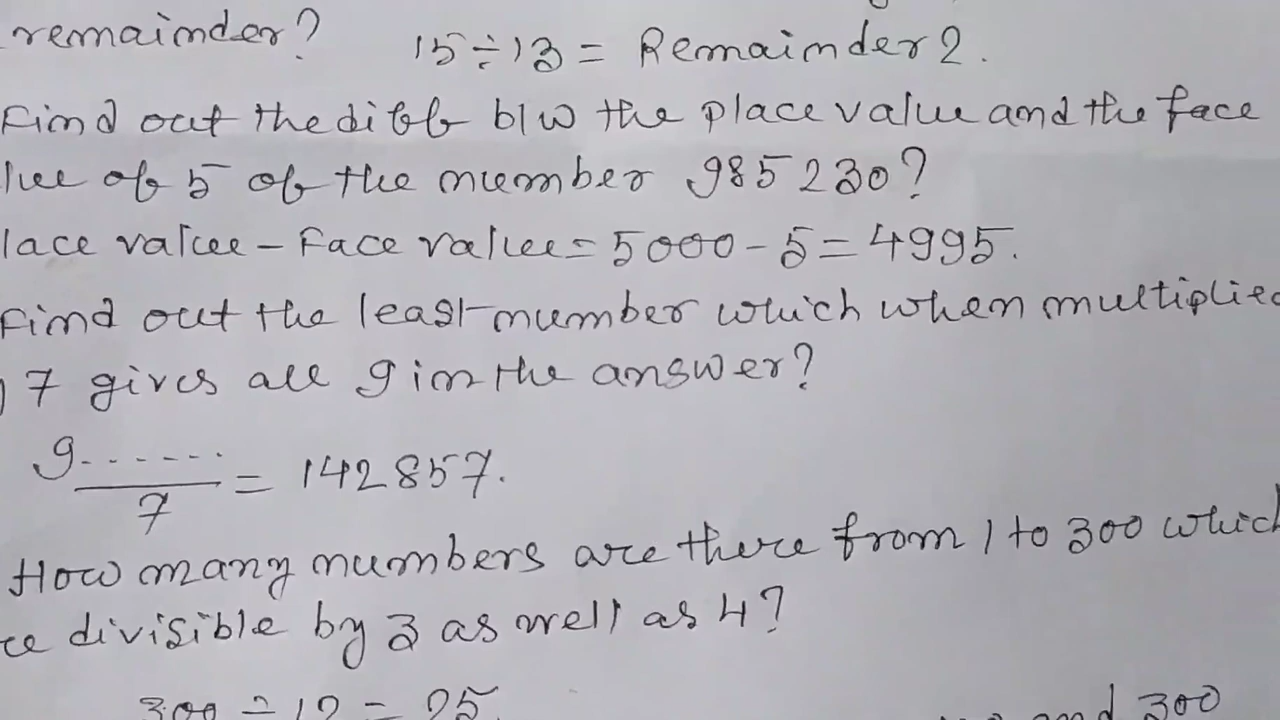 remainder? 15÷13= Remainder 2.
Find out the diff b/w the place value and the face
lue of 5 of the number 985230?
lace value - Face value = 5000 - 5 = 4995.
Find out the least number which when multiplied
7 gives all 9 in the answer?
9...... / 7 = 142857.
How many numbers are there from 1 to 300 which
re divisible by 3 as well as 4?
300 ÷ 12 = 25.
and 300